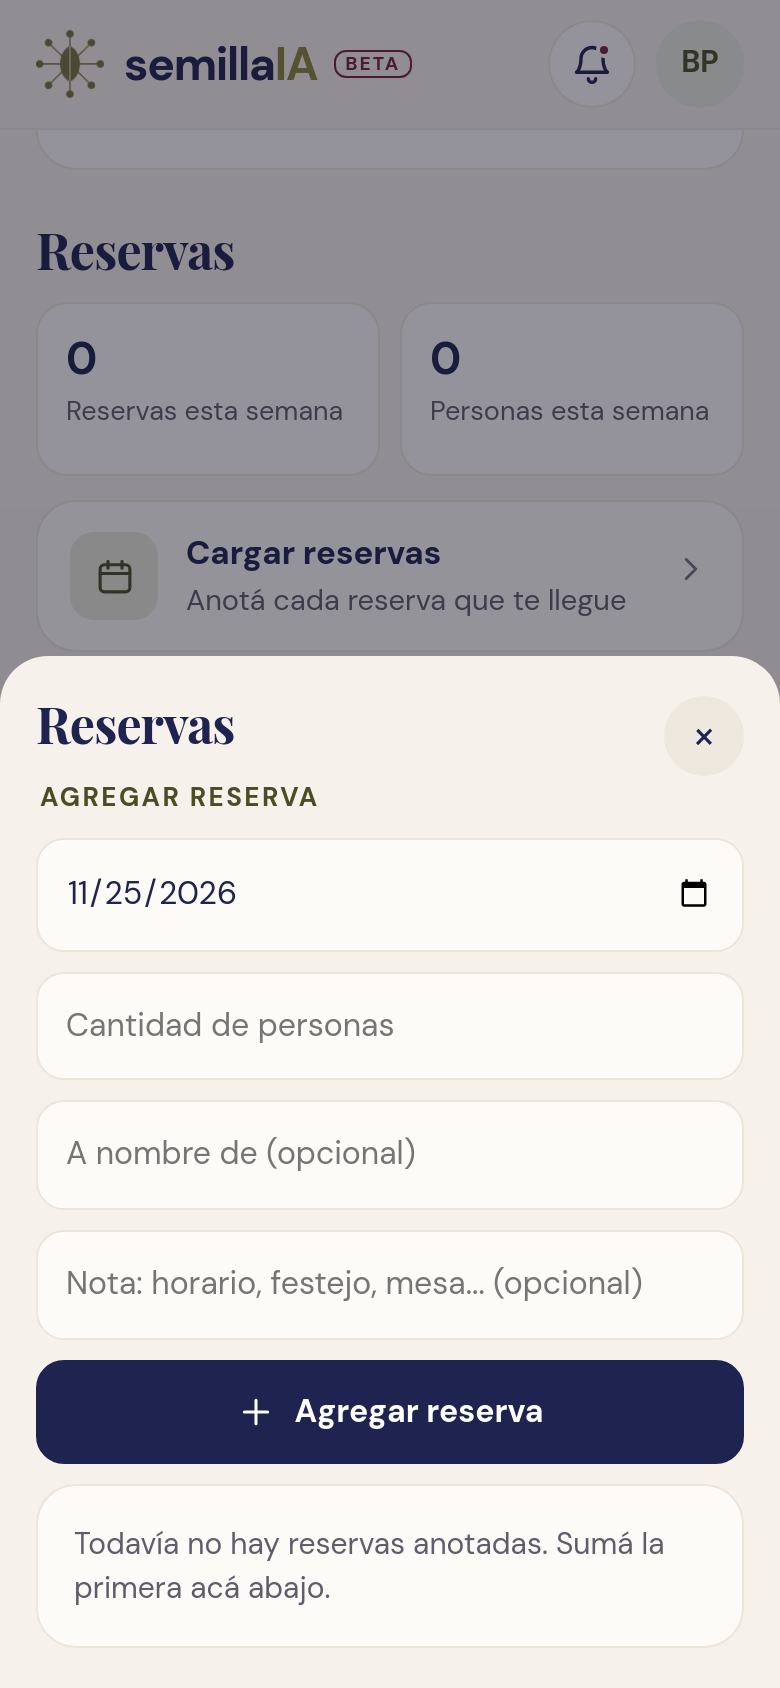 semillaIA BETA BP
Reservas
0 0
Reservas esta semana Personas esta semana
Cargar reservas
Anotá cada reserva que te llegue
Reservas
×
AGREGAR RESERVA
11/25/2026
Cantidad de personas
A nombre de (opcional)
Nota: horario, festejo, mesa... (opcional)
+ Agregar reserva
Todavía no hay reservas anotadas. Sumá la
primera acá abajo.